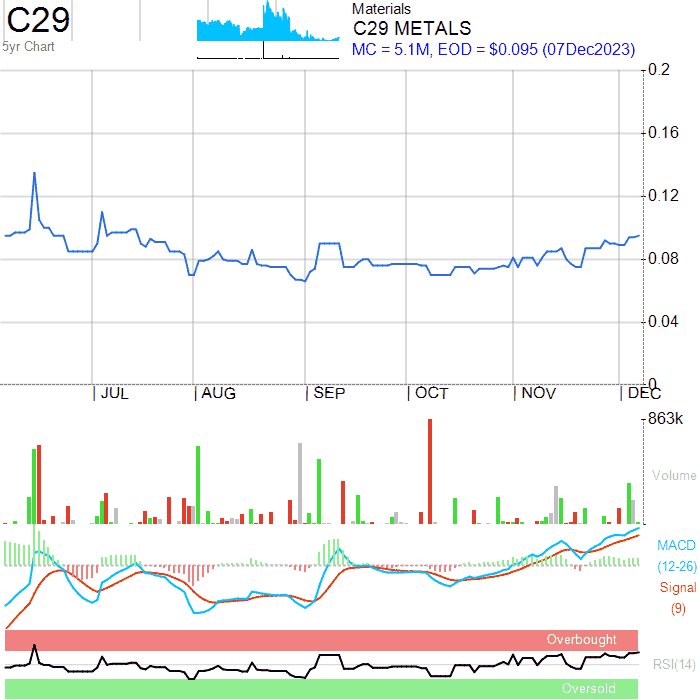 C29
5yr Chart
Materials
C29 METALS
MC = 5.1M, EOD = $0.095 (07Dec2023)
0.2
0.16
0.12
0.08
0.04
0
JUL
AUG
SEP
OCT
NOV
DEC
863k
Volume
MACD
(12-26)
Signal
(9)
Overbought
RSI(14)
Oversold